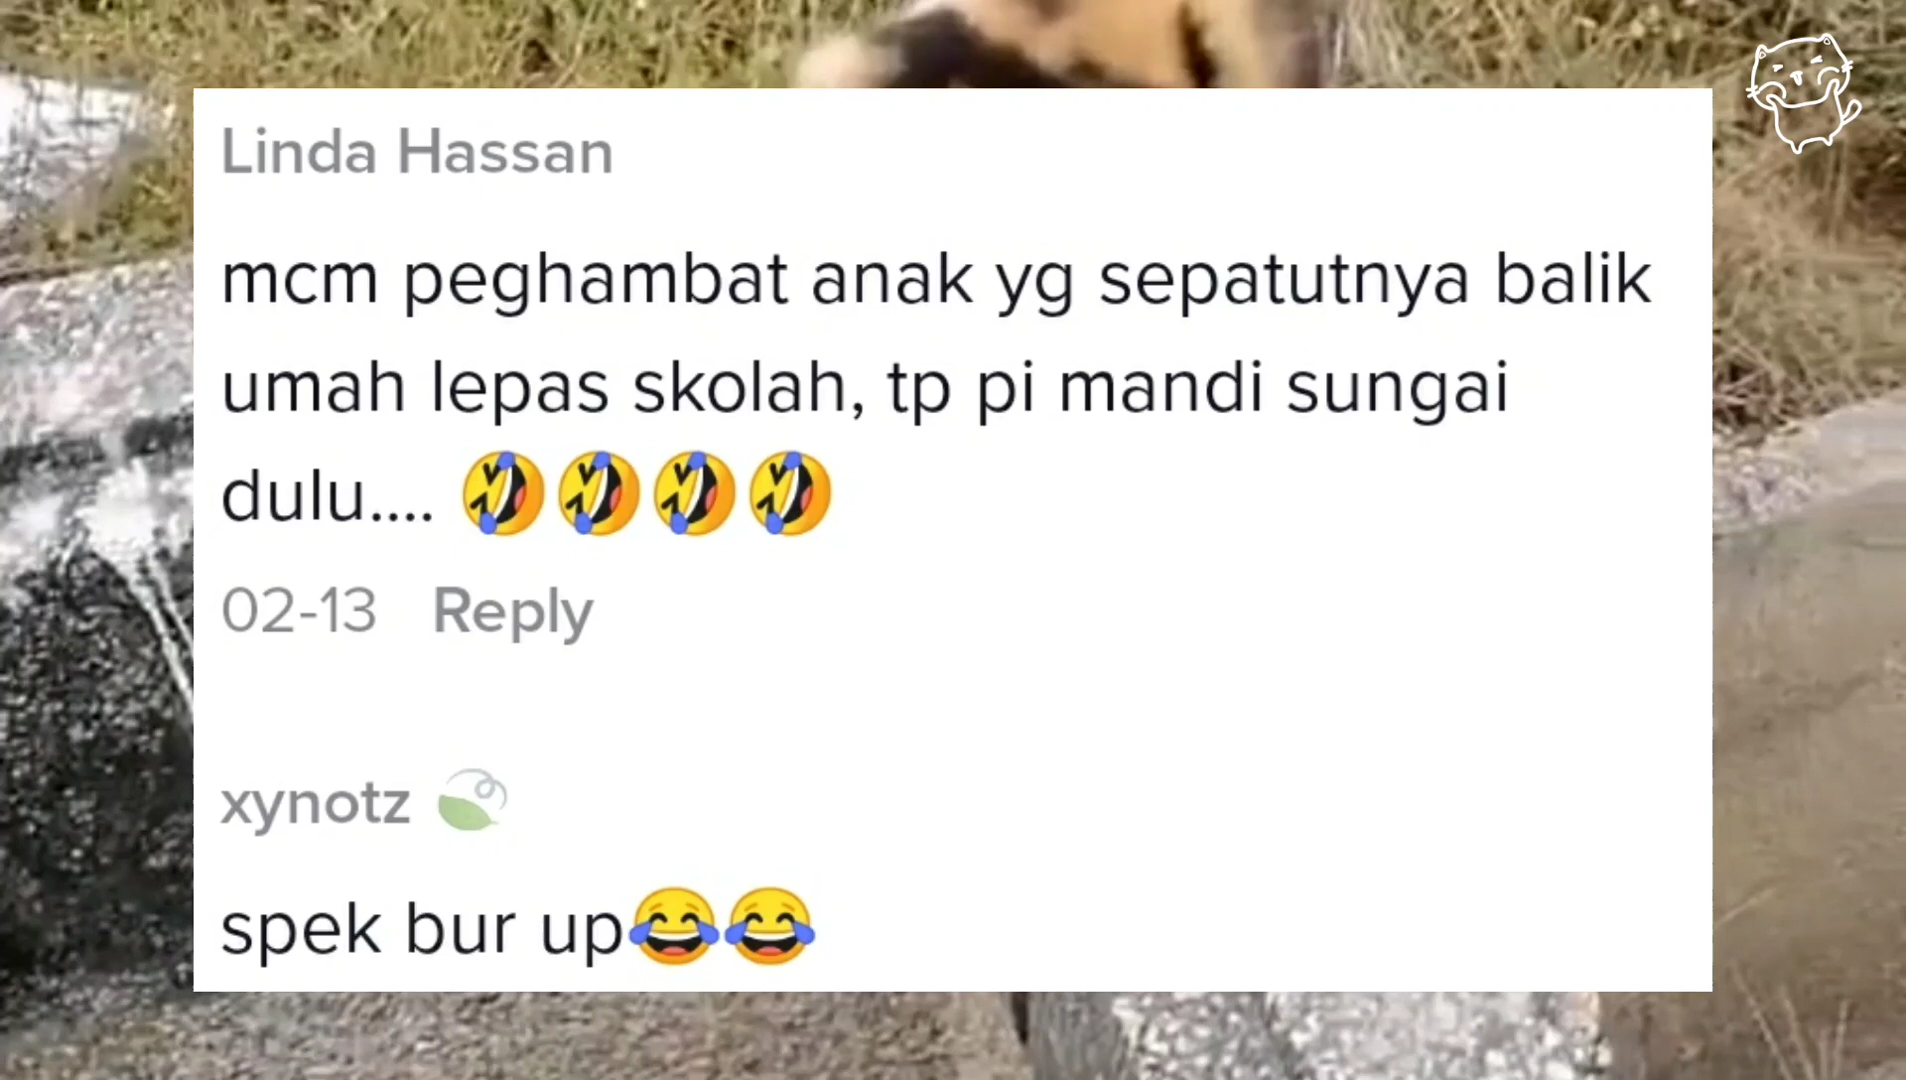 Linda Hassan
mcm peghambat anak yg sepatutnya balik
umah lepas skolah, tp pi mandi sungai
dulu.... 🤣🤣🤣🤣
02-13 Reply
xynotz 🍃
spek bur up😂😂